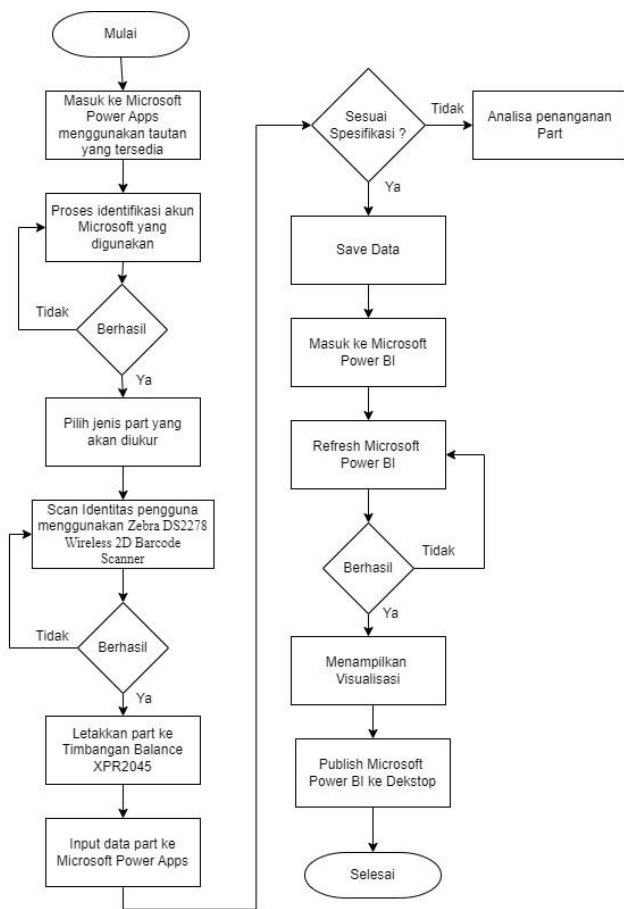 Mulai
Masuk ke Microsoft
Power Apps
menggunakan tautan
yang tersedia
Proses identifikasi akun
Microsoft yang
digunakan
Tidak
Berhasil
Ya
Pilih jenis part yang
akan diukur
Scan Identitas pengguna
menggunakan Zebra DS2278
Wireless 2D Barcode
Scanner
Tidak
Berhasil
Ya
Letakkan part ke
Timbangan Balance
XPR2045
Input data part ke
Microsoft Power Apps
Sesuai
Spesifikasi ?
Tidak
Analisa penanganan
Part
Ya
Save Data
Masuk ke Microsoft
Power BI
Refresh Microsoft
Power BI
Tidak
Berhasil
Ya
Menampilkan
Visualisasi
Publish Microsoft
Power BI ke Dekstop
Selesai